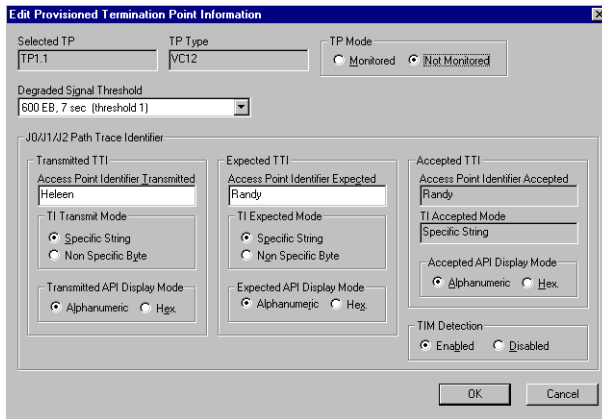 Edit Provisioned Termination Point Information
Selected TP TP Type TP Mode
TP1.1 VC12 Monitored Not Monitored
Degraded Signal Threshold
600 EB, 7 sec (threshold 1)
J0/J1/J2 Path Trace Identifier
Transmitted TTI
Access Point Identifier Transmitted
Heleen
TI Transmit Mode
Specific String
Non Specific Byte
Transmitted API Display Mode
Alphanumeric Hex.
Expected TTI
Access Point Identifier Expected
Randy
TI Expected Mode
Specific String
Non Specific Byte
Expected API Display Mode
Alphanumeric Hex.
Accepted TTI
Access Point Identifier Accepted
Randy
TI Accepted Mode
Specific String
Accepted API Display Mode
Alphanumeric Hex.
TIM Detection
Enabled Disabled
OK Cancel